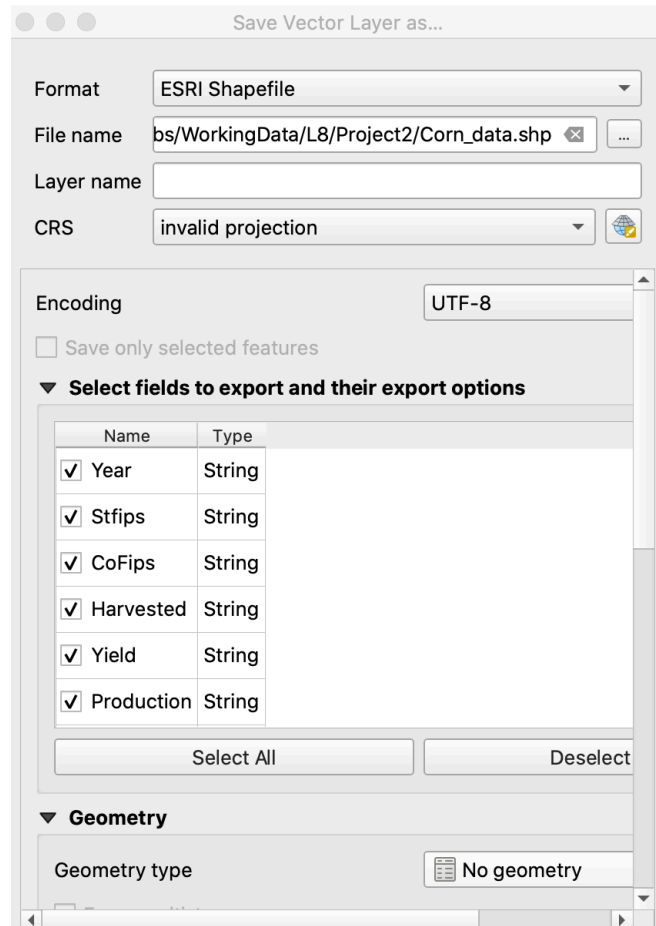 Save Vector Layer as...
Format ESRI Shapefile
File name bs/WorkingData/L8/Project2/Corn_data.shp ...
Layer name
CRS invalid projection
Encoding UTF-8
Save only selected features
Select fields to export and their export options
Name Type
Year String
Stfips String
CoFips String
Harvested String
Yield String
Production String
Select All Deselect
Geometry
Geometry type No geometry